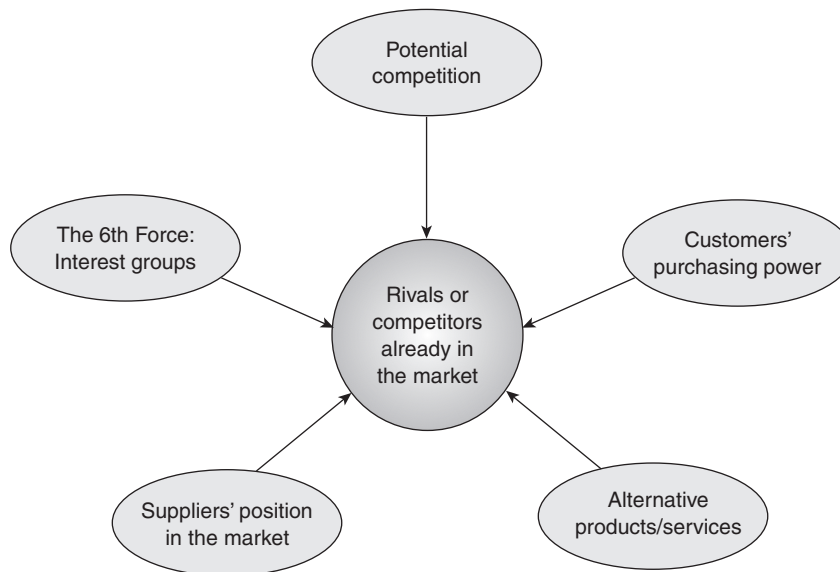 Potential
competition
The 6th Force:
Interest groups
Customers’
purchasing power
Rivals or
competitors
already in
the market
Suppliers’ position
in the market
Alternative
products/services